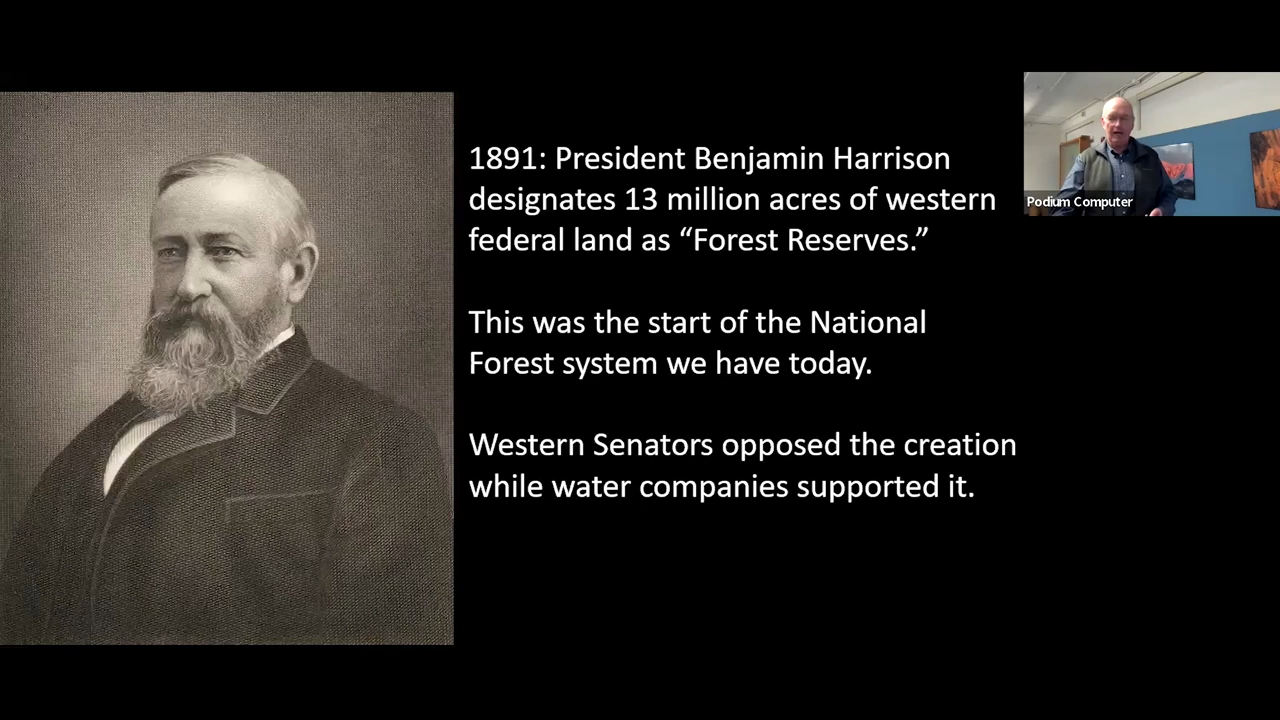 1891: President Benjamin Harrison
designates 13 million acres of western
federal land as “Forest Reserves.”
This was the start of the National
Forest system we have today.
Western Senators opposed the creation
while water companies supported it.
Podium Computer